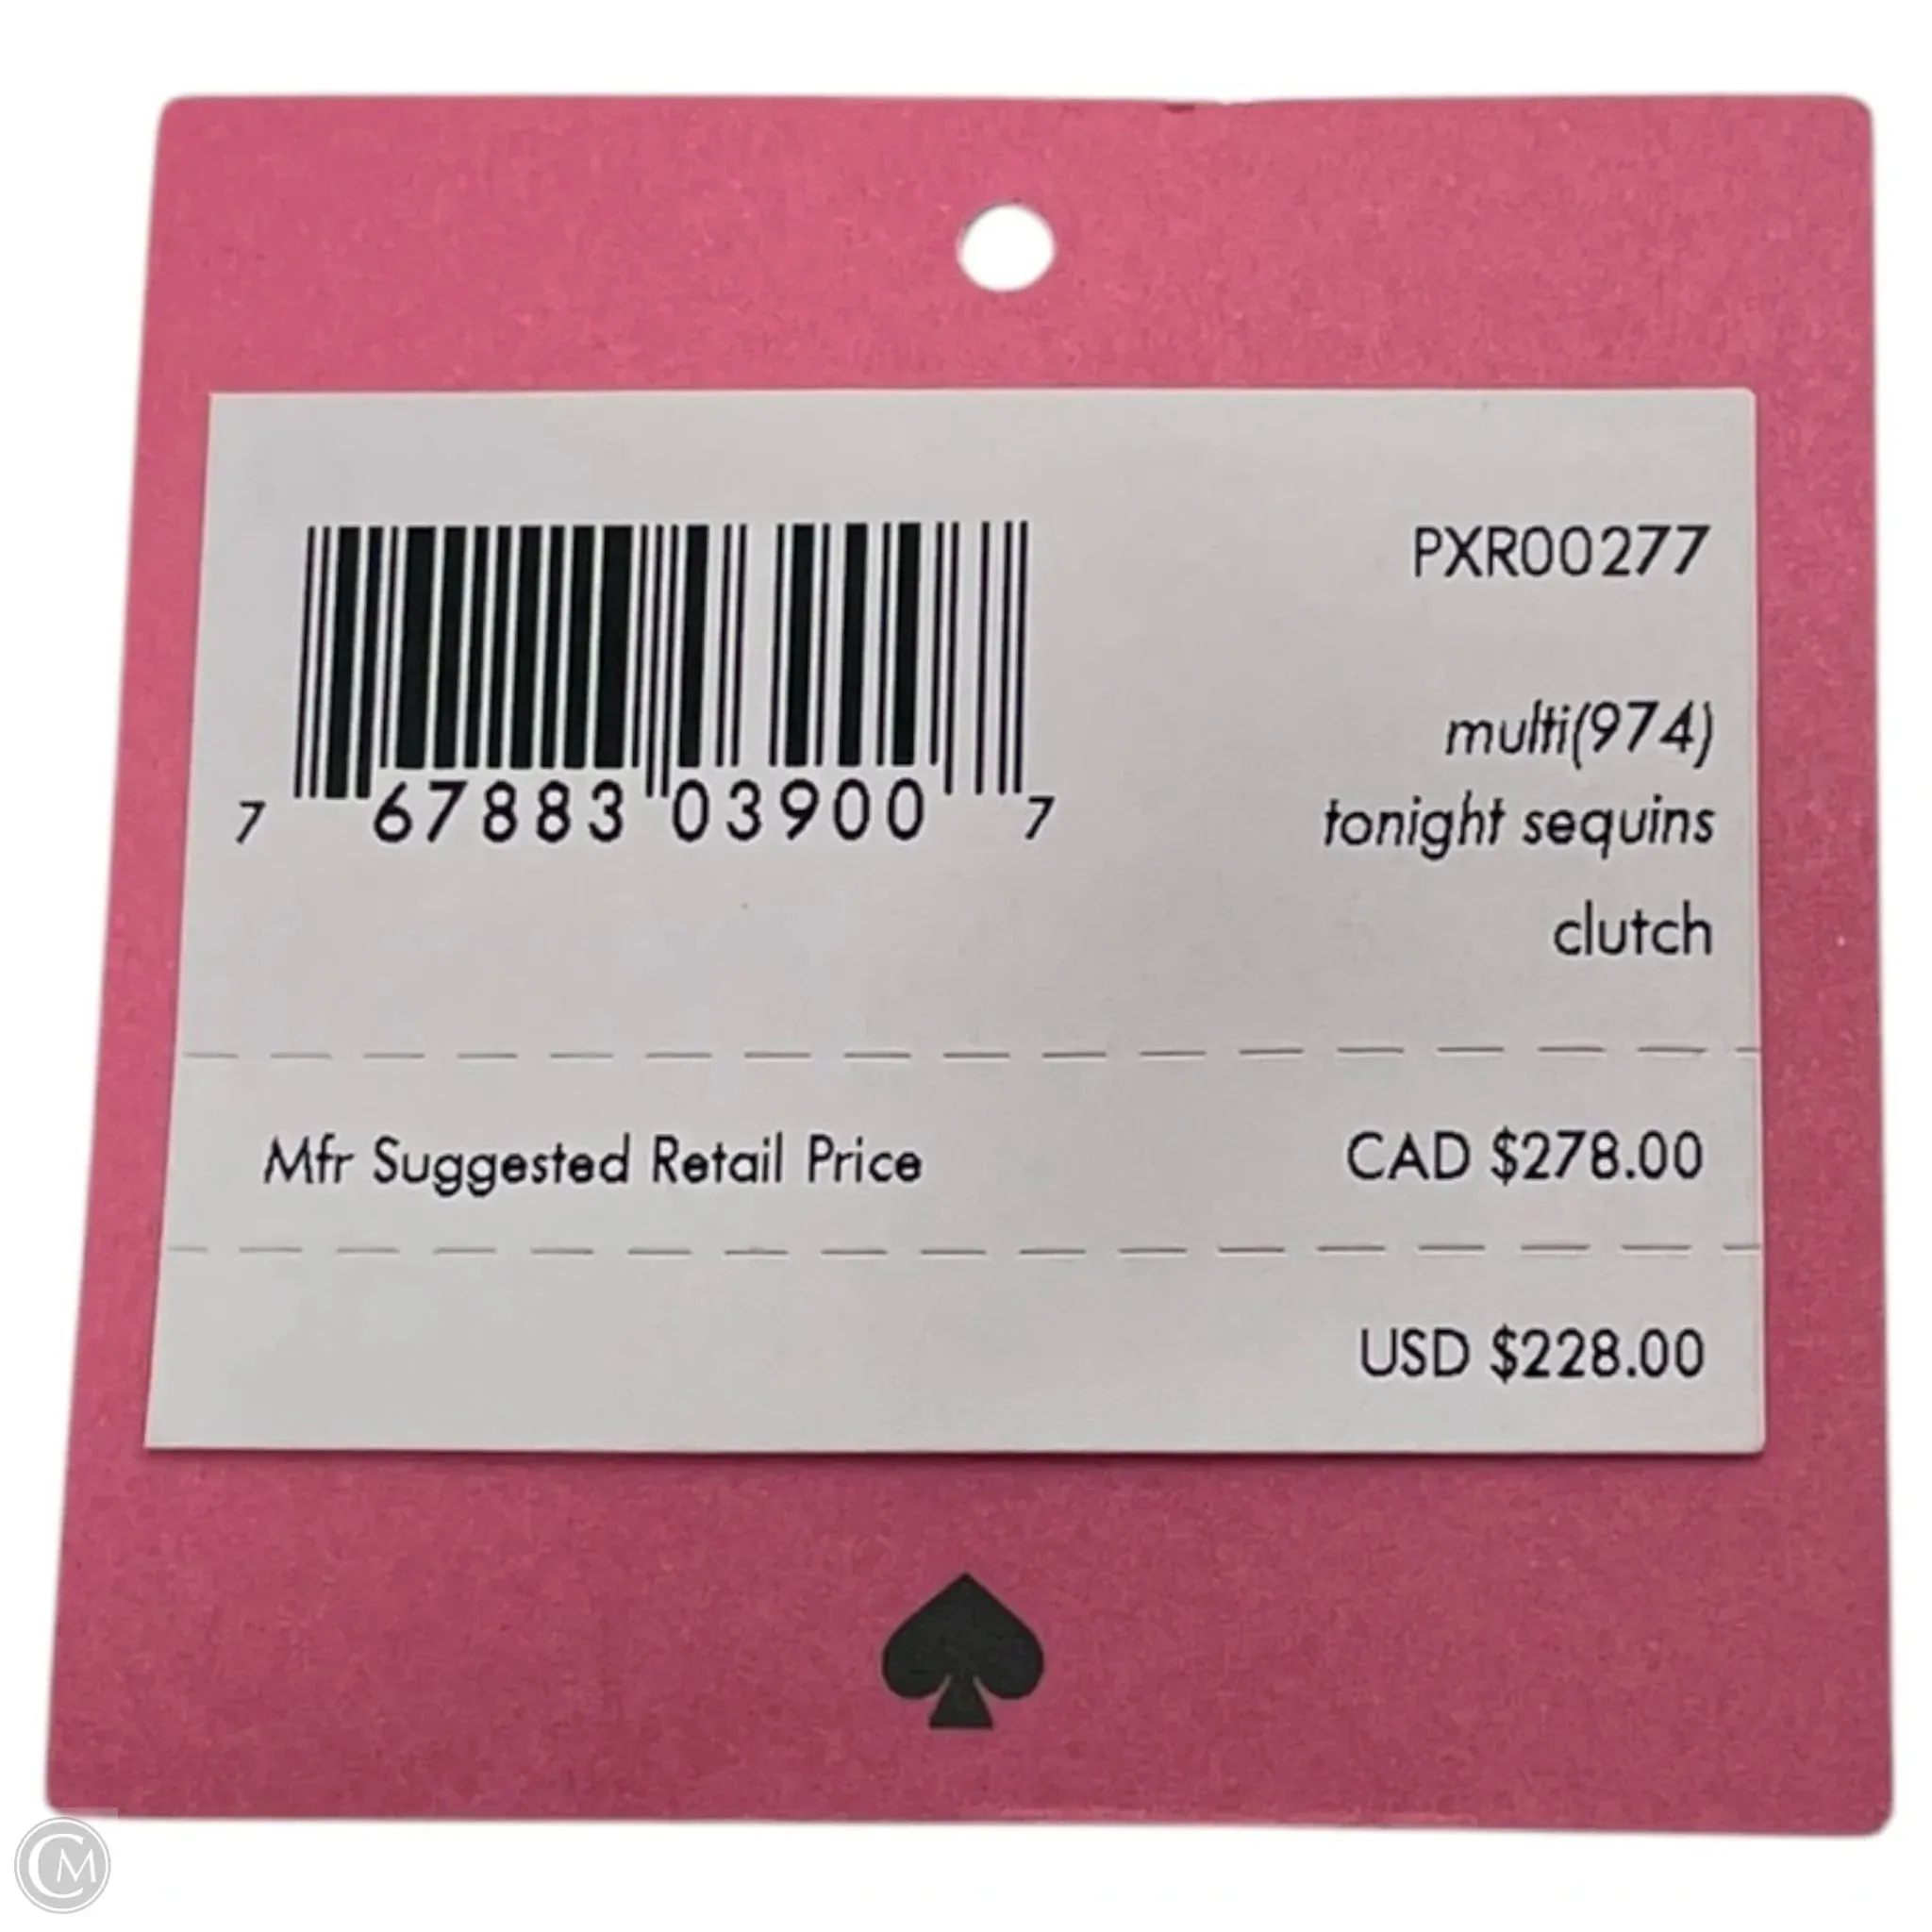 PXR00277
7 67883 03900 7
multi(974)
tonight sequins
clutch
Mfr Suggested Retail Price CAD $278.00
USD $228.00
CM